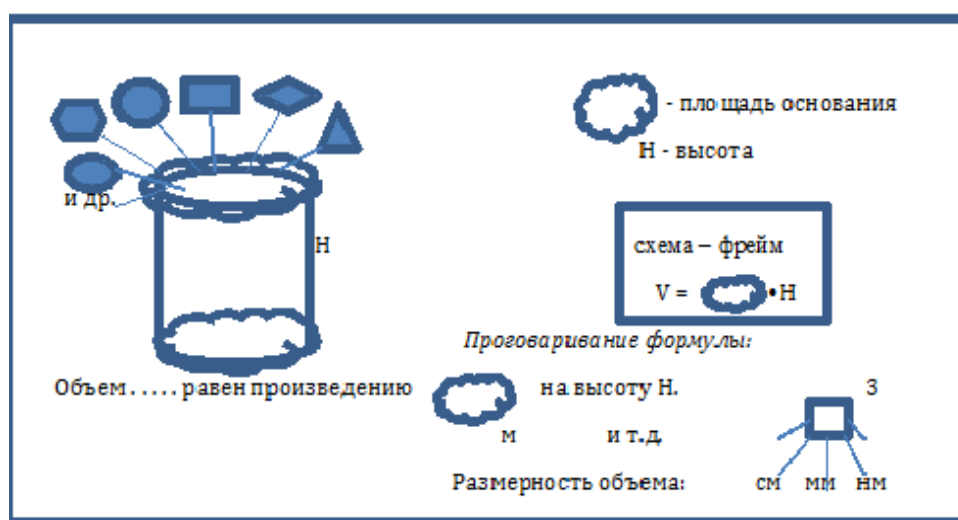 - площадь основания
H - высота
и др.
H
схема – фрейм
V = •H
Проговаривание формулы:
Объем..... равен произведению на высоту H.
3
м и т.д.
Размерность объема: см мм нм